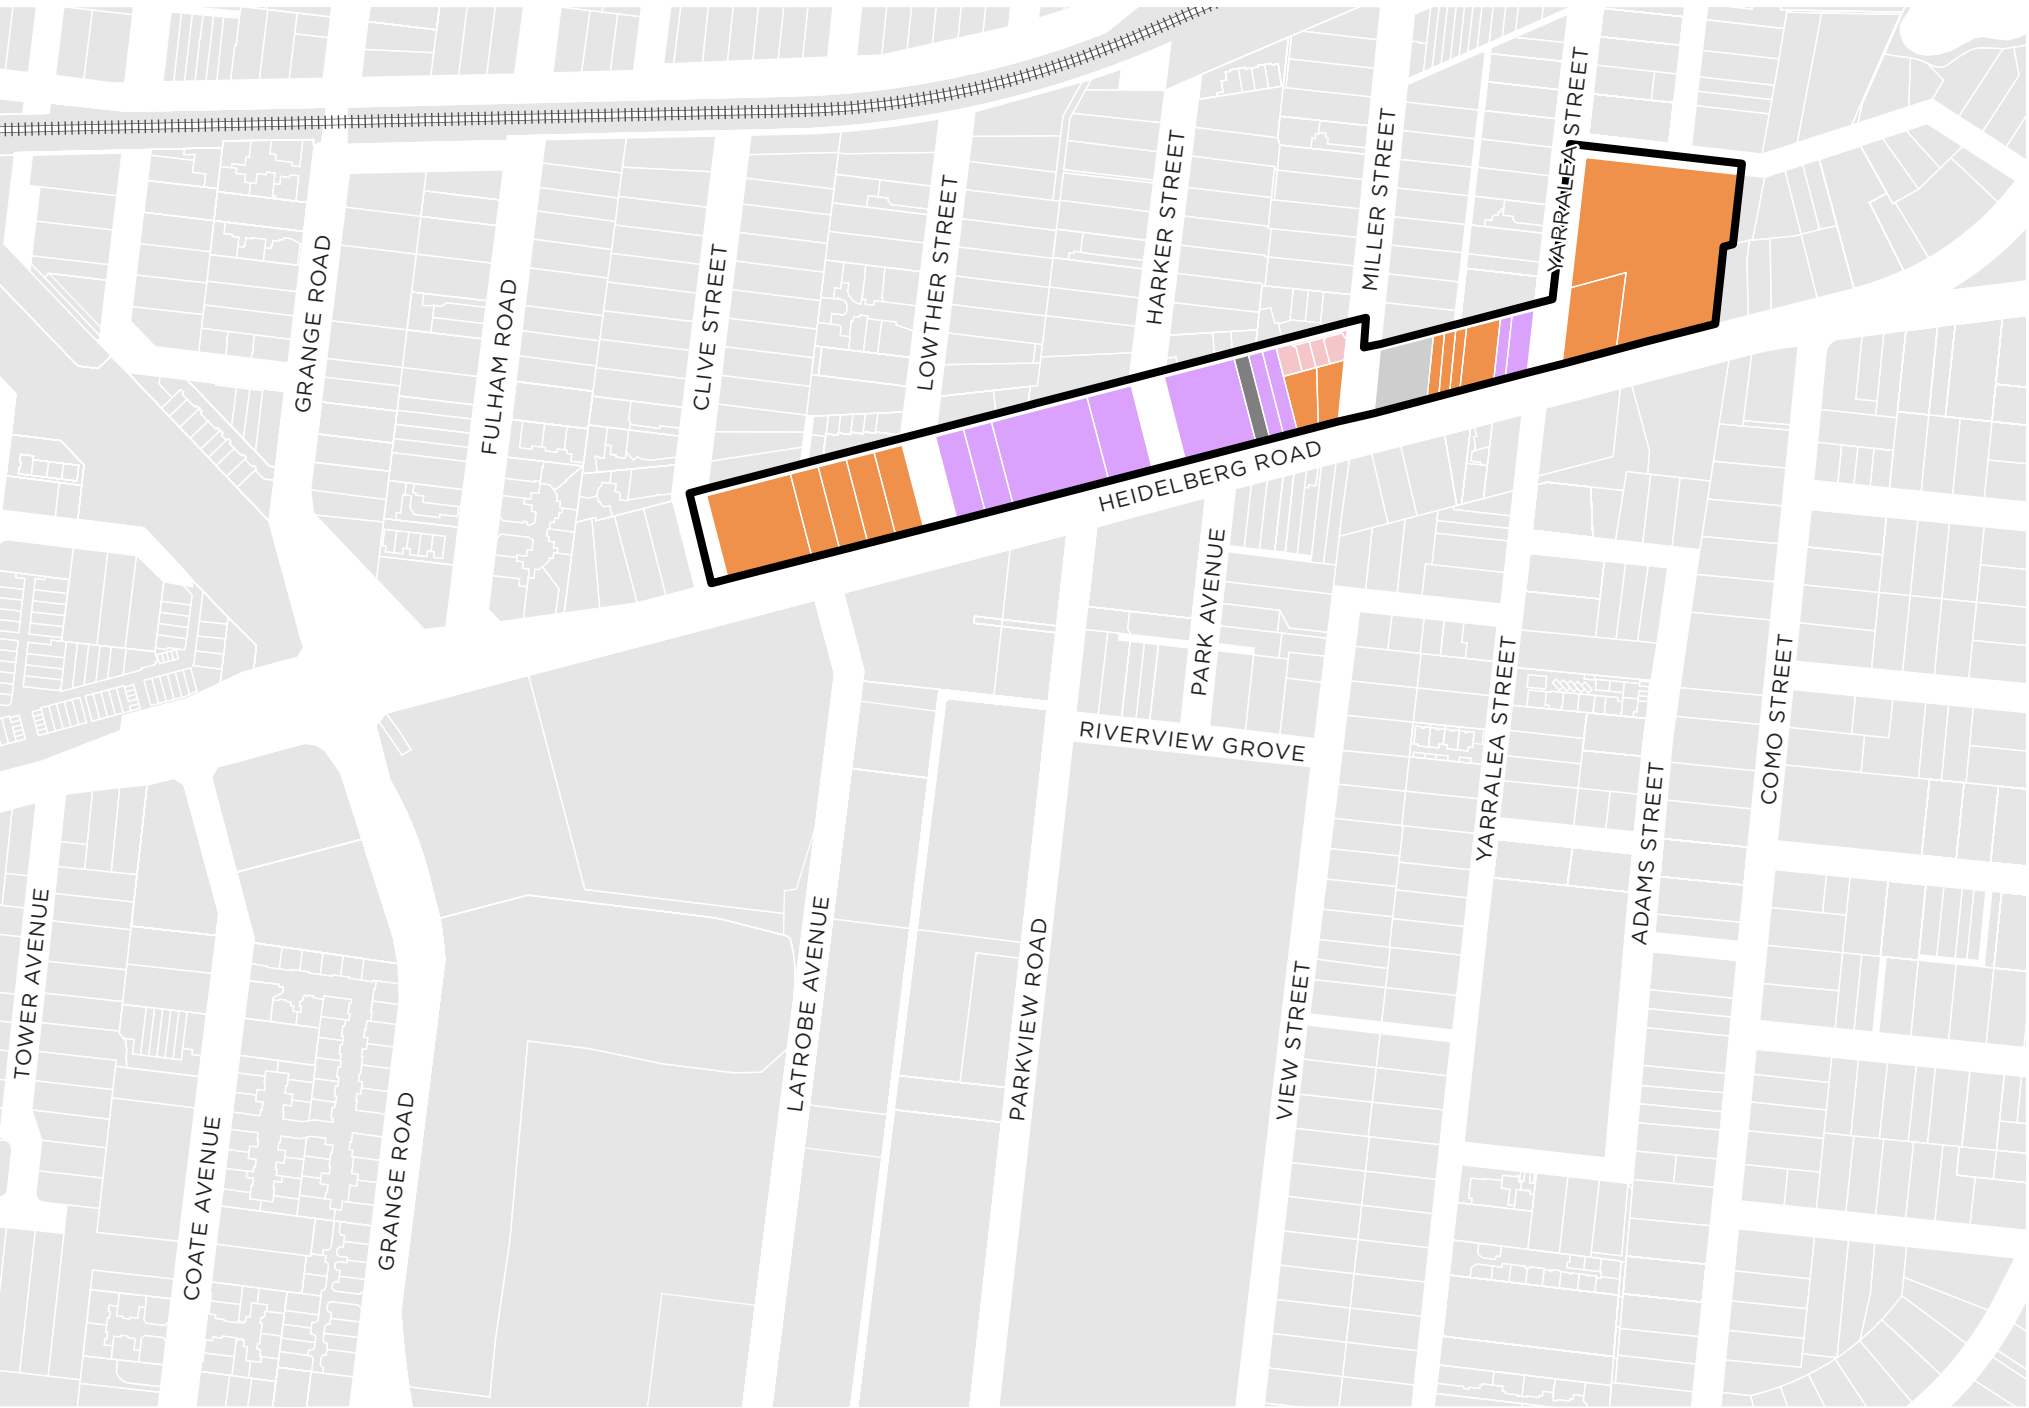 YARRALEA STREET
MILLER STREET
HARKER STREET
LOWTHER STREET
GRANGE ROAD
CLIVE STREET
FULHAM ROAD
HEIDELBERG ROAD
PARK AVENUE
RIVERVIEW GROVE
YARRALEA STREET
COMO STREET
ADAMS STREET
TOWER AVENUE
LATROBE AVENUE
PARKVIEW ROAD
VIEW STREET
COATE AVENUE
GRANGE ROAD